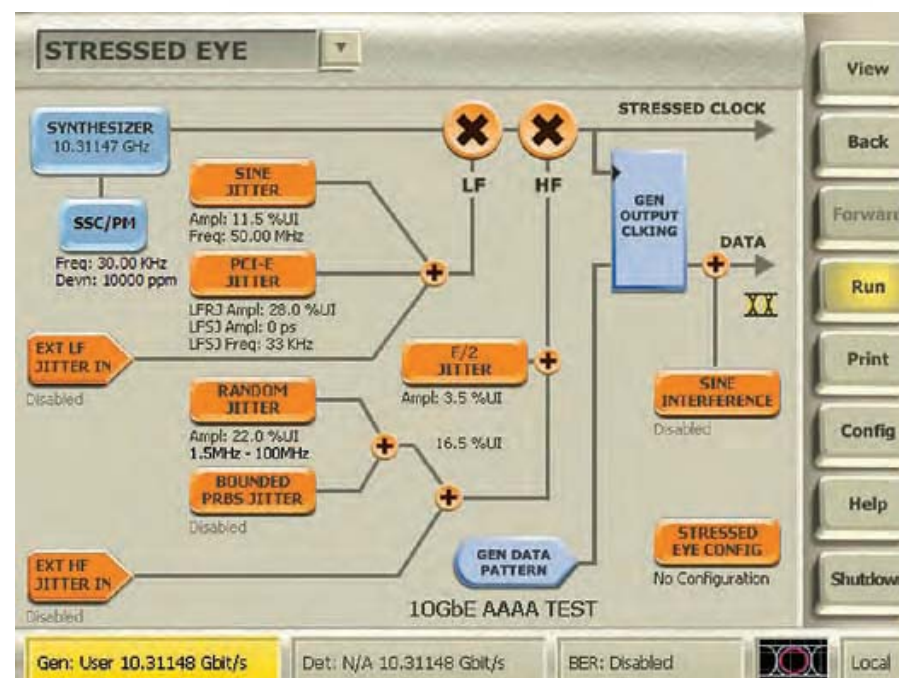 STRESSED EYE
View
Back
Forward
Run
Print
Config
Help
Shutdown
STRESSED CLOCK
SYNTHESIZER
10.31147 GHz
SSC/PM
Freq: 30.00 KHz
Devn: 10000 ppm
SINE
JITTER
Ampl: 11.5 %UI
Freq: 50.00 MHz
LF
HF
GEN
OUTPUT
CLKING
DATA
PCI-E
JITTER
LFRJ Ampl: 28.0 %UI
LFSJ Ampl: 0 ps
LFSJ Freq: 33 KHz
EXT LF
JITTER IN
Disabled
F/2
JITTER
Ampl: 3.5 %UI
SINE
INTERFERENCE
Disabled
RANDOM
JITTER
Ampl: 22.0 %UI
1.5MHz - 100MHz
16.5 %UI
BOUNDED
PRBS JITTER
Disabled
EXT HF
JITTER IN
Disabled
GEN DATA
PATTERN
10GbE AAAA TEST
STRESSED
EYE CONFIG
No Configuration
Gen: User 10.31148 Gbit/s
Det: N/A 10.31148 Gbit/s
BER: Disabled
Local